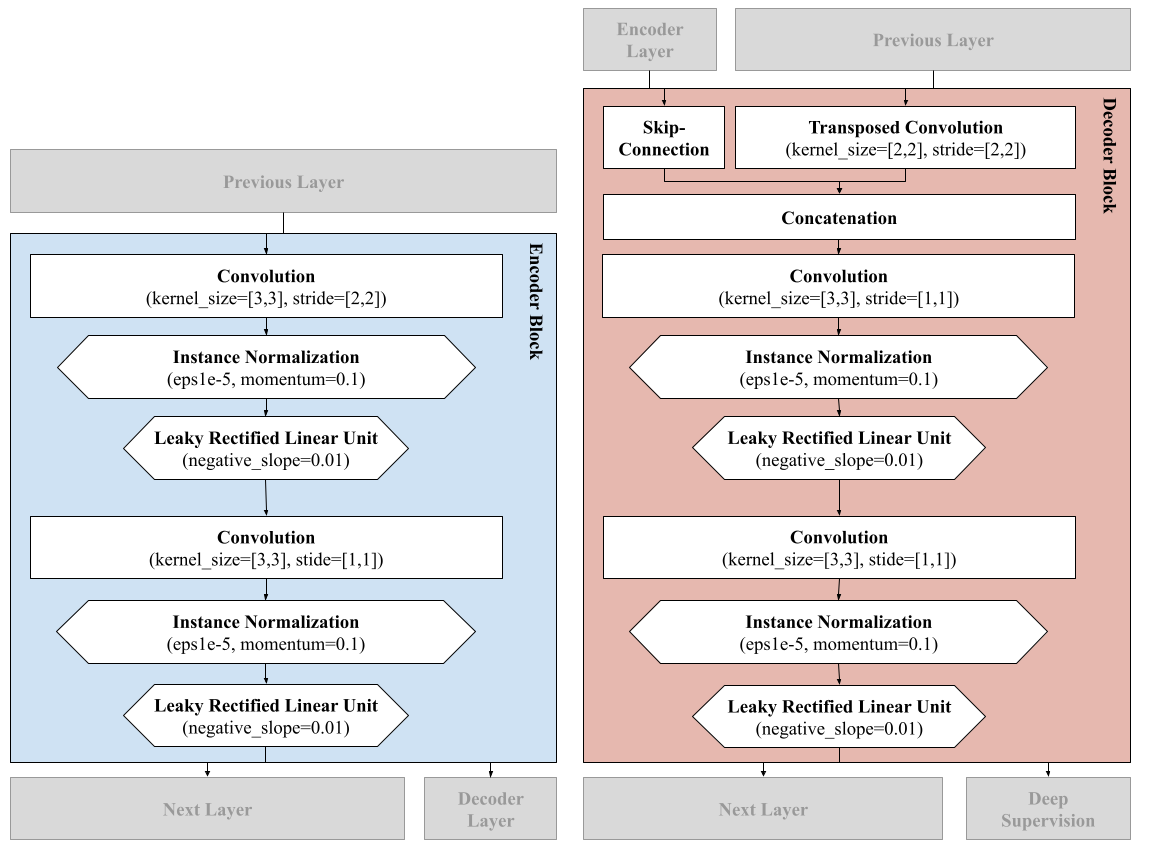 Previous Layer
Encoder Block
Convolution
(kernel_size=[3,3], stride=[2,2])
Instance Normalization
(eps1e-5, momentum=0.1)
Leaky Rectified Linear Unit
(negative_slope=0.01)
Convolution
(kernel_size=[3,3], stide=[1,1])
Instance Normalization
(eps1e-5, momentum=0.1)
Leaky Rectified Linear Unit
(negative_slope=0.01)
Next Layer
Decoder
Layer
Encoder
Layer
Previous Layer
Decoder Block
Skip-
Connection
Transposed Convolution
(kernel_size=[2,2], stride=[2,2])
Concatenation
Convolution
(kernel_size=[3,3], stride=[1,1])
Instance Normalization
(eps1e-5, momentum=0.1)
Leaky Rectified Linear Unit
(negative_slope=0.01)
Convolution
(kernel_size=[3,3], stide=[1,1])
Instance Normalization
(eps1e-5, momentum=0.1)
Leaky Rectified Linear Unit
(negative_slope=0.01)
Next Layer
Deep
Supervision